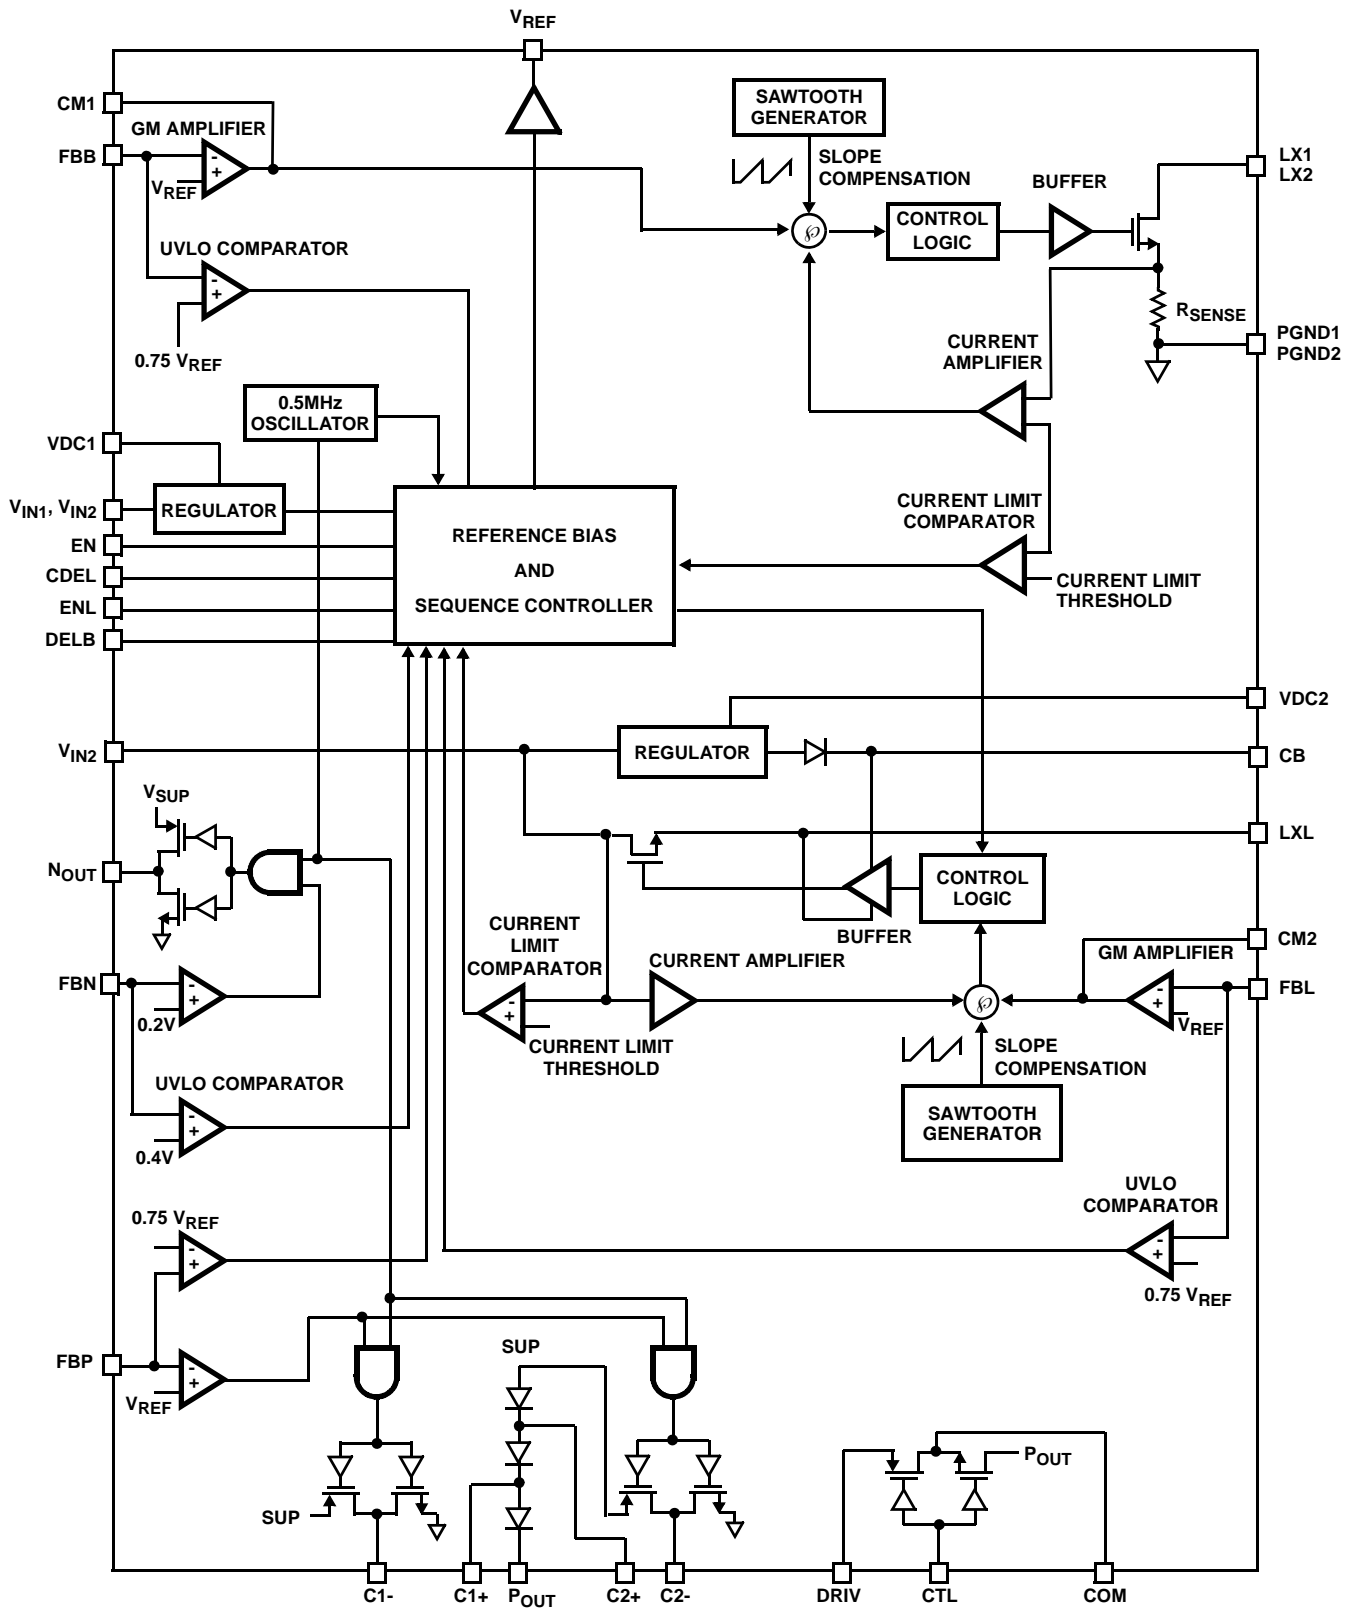 VREF
CM1
GM AMPLIFIER
FBB
-
+
VREF
SAWTOOTH
GENERATOR
SLOPE
COMPENSATION
BUFFER
LX1
LX2
CONTROL
LOGIC
℘
UVLO COMPARATOR
-
+
0.75 VREF
RSENSE
PGND1
PGND2
CURRENT
AMPLIFIER
0.5MHz
OSCILLATOR
VDC1
VIN1, VIN2
REGULATOR
EN
CDEL
ENL
DELB
REFERENCE BIAS
AND
SEQUENCE CONTROLLER
CURRENT LIMIT
COMPARATOR
CURRENT LIMIT
THRESHOLD
VDC2
VIN2
REGULATOR
CB
VSUP
NOUT
LXL
CONTROL
LOGIC
BUFFER
CURRENT
LIMIT
COMPARATOR
CURRENT AMPLIFIER
CM2
GM AMPLIFIER
FBN
-
+
0.2V
-
+
CURRENT LIMIT
THRESHOLD
℘
-
+
VREF
FBL
SLOPE
COMPENSATION
SAWTOOTH
GENERATOR
UVLO COMPARATOR
-
+
0.4V
UVLO
COMPARATOR
-
+
0.75 VREF
0.75 VREF
-
+
FBP
-
+
VREF
SUP
SUP
POUT
C1-
C1+
POUT
C2+
C2-
DRIV
CTL
COM